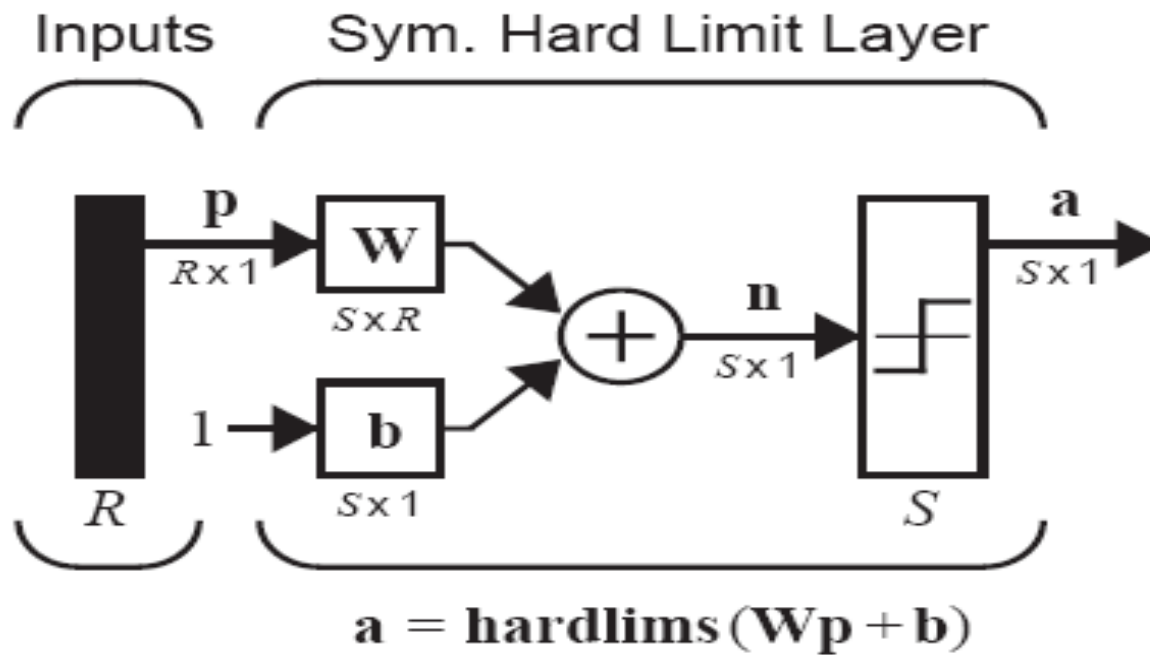 Inputs Sym. Hard Limit Layer
p a
W
R x 1 S x 1
n
S x R
S x 1
1 b
R S x 1 S
a = hardlims (Wp + b)